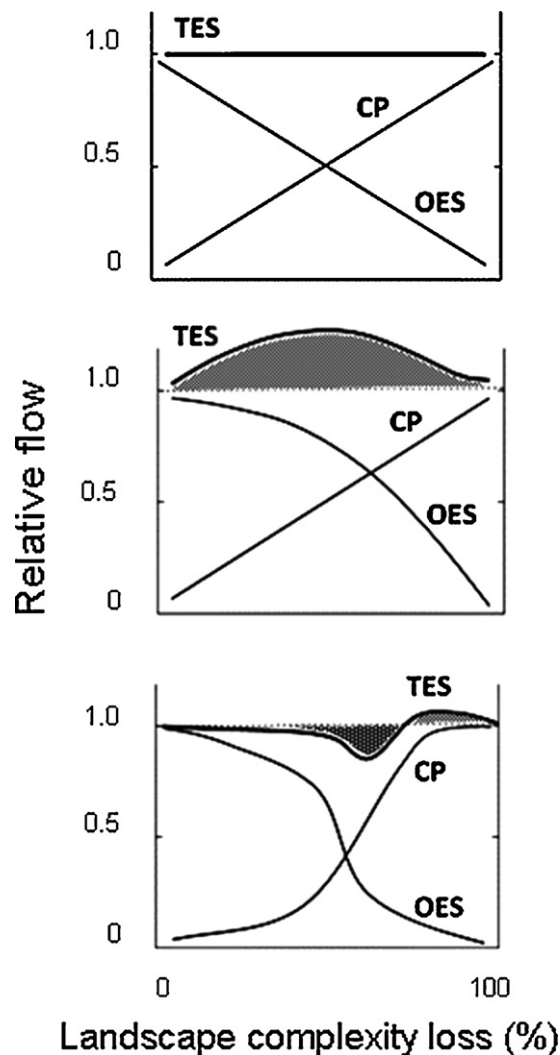 TES
1.0
CP
0.5
OES
0
TES
1.0
CP
0.5
OES
0
Relative flow
TES
1.0
CP
0.5
OES
0
0 100
Landscape complexity loss (%)